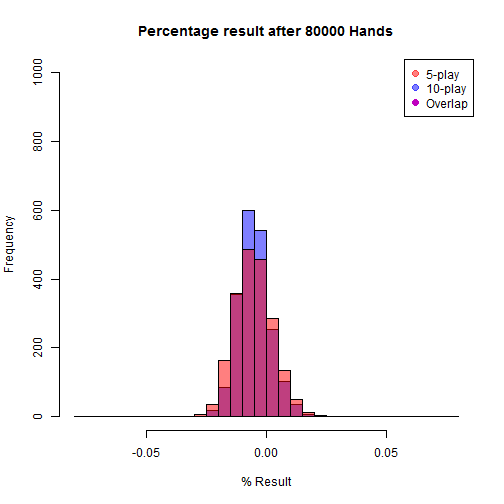 Percentage result after 80000 Hands
5-play
10-play
Overlap
Frequency
1000
800
600
400
200
0
-0.05
0.00
0.05
% Result